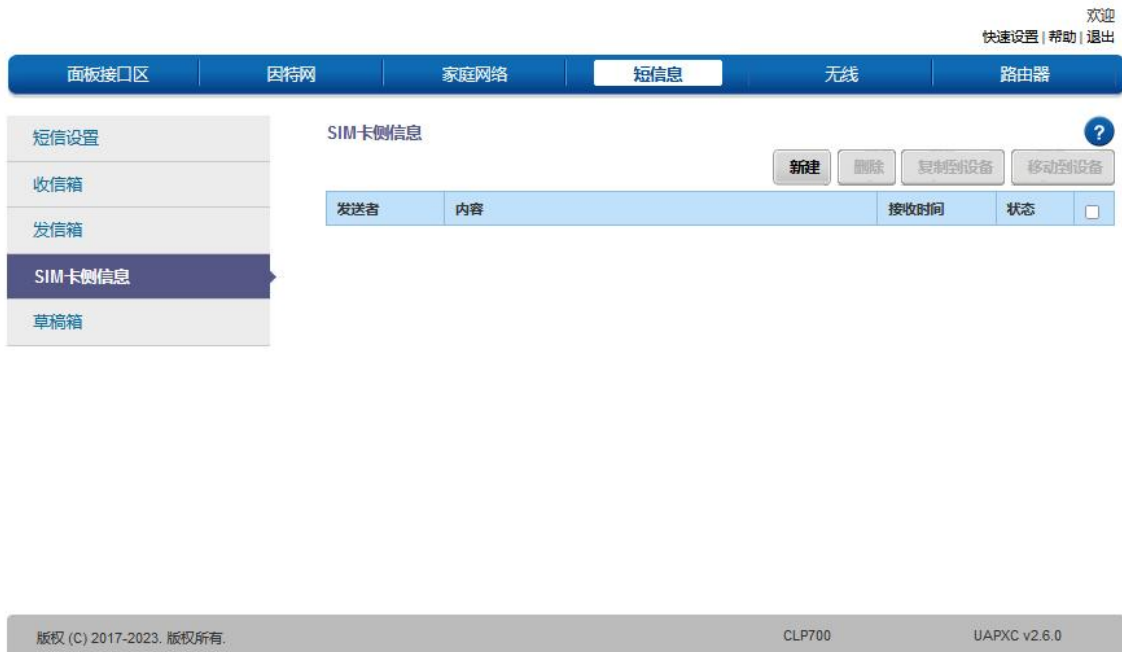 欢迎
快速设置 | 帮助 | 退出
面板接口区 因特网 家庭网络 短信息 无线 路由器
短信设置
收信箱
发信箱
SIM卡侧信息
草稿箱
SIM卡侧信息
?
新建 删除 复制到设备 移动到设备
发送者 内容 接收时间 状态
版权 (C) 2017-2023. 版权所有. CLP700 UAPXC v2.6.0